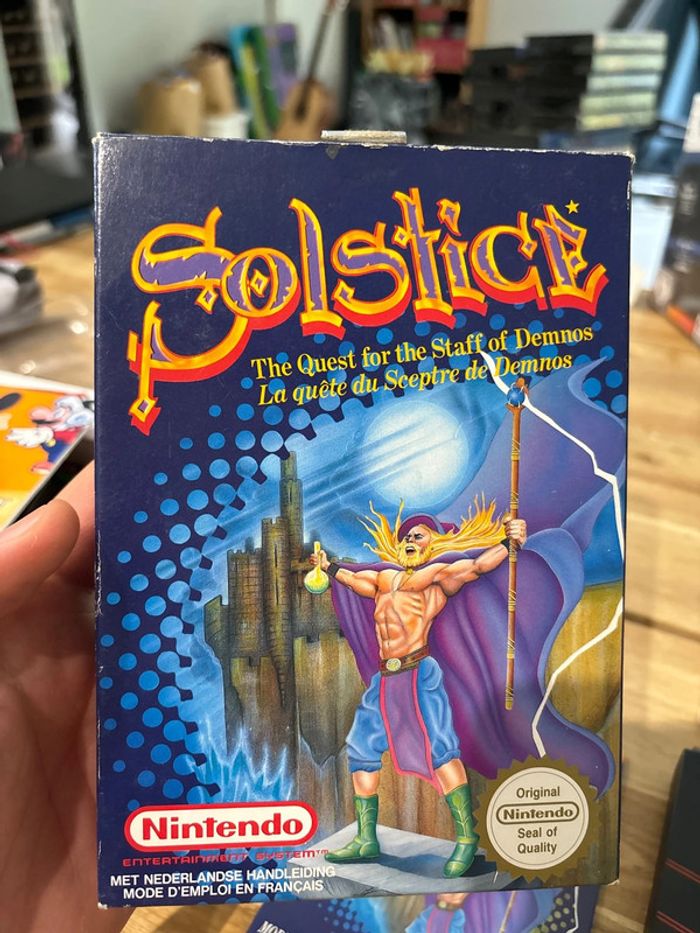 Solstice
The Quest for the Staff of Demnos
La quête du Sceptre de Demnos
Original
Nintendo
Seal of
Quality
Nintendo
ENTERTAINMENT SYSTEM™
MET NEDERLANDSE HANDLEIDING
MODE D'EMPLOI EN FRANÇAIS